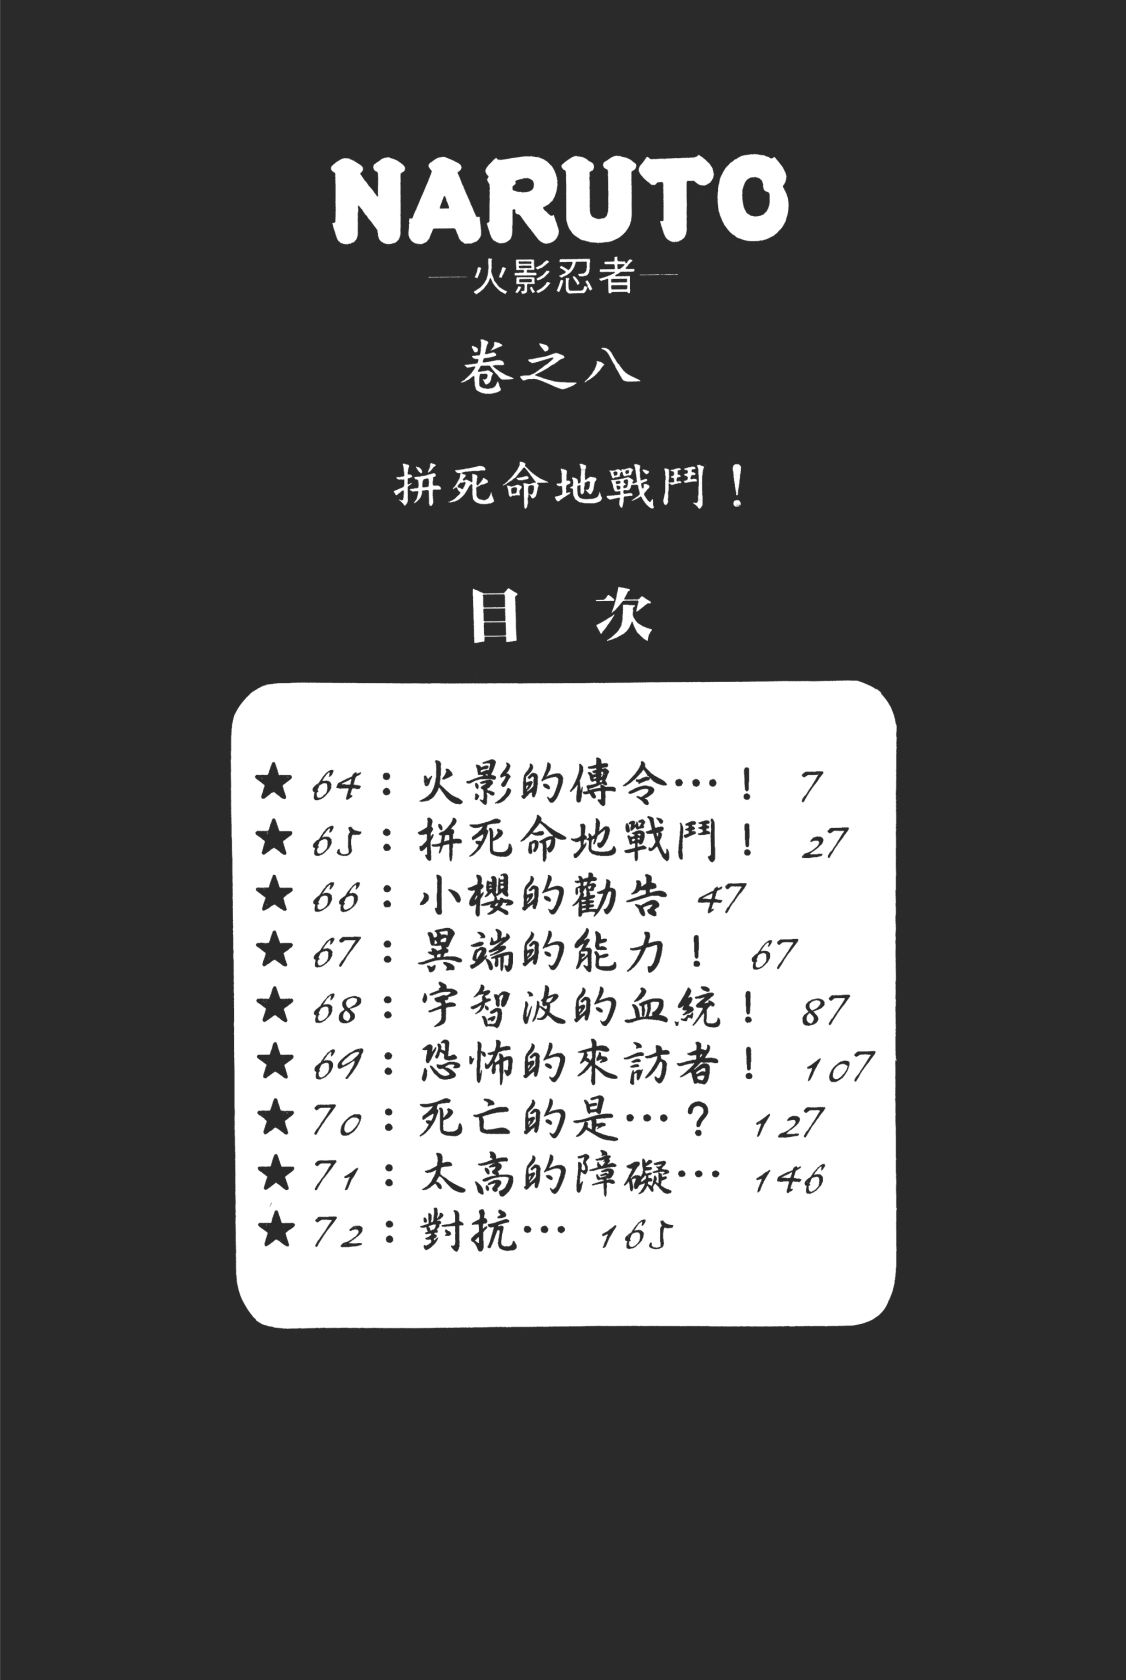 NARUTO
—火影忍者—
卷之八
拼死命地戰鬥！
目 次
★ 64：火影的傳令…！ 7
★ 65：拼死命地戰鬥！ 27
★ 66：小櫻的勸告 47
★ 67：異端的能力！ 67
★ 68：宇智波的血統！ 87
★ 69：恐怖的來訪者！ 107
★ 70：死亡的是…？ 127
★ 71：太高的障礙… 146
★ 72：對抗… 165